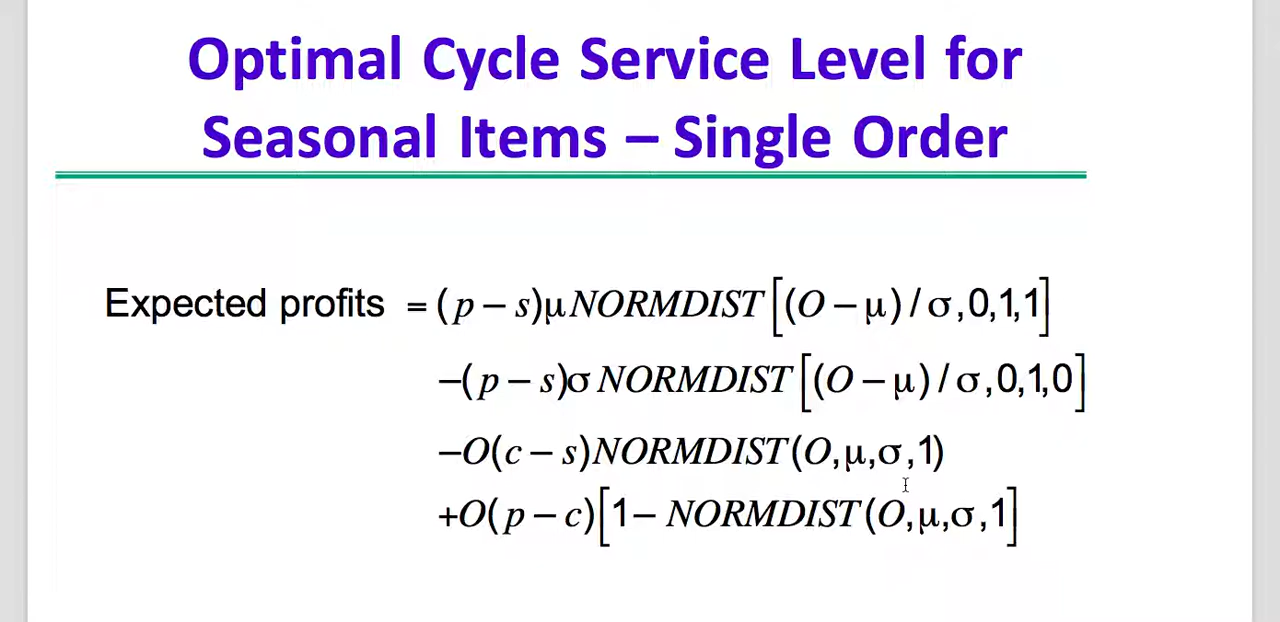 Optimal Cycle Service Level for
Seasonal Items – Single Order
Expected profits = (p – s)μNORMDIST[(O – μ) / σ,0,1,1]
–(p – s)σ NORMDIST[(O – μ) / σ,0,1,0]
–O(c – s)NORMDIST(O,μ,σ,1)
+O(p – c)[1– NORMDIST(O,μ,σ,1]